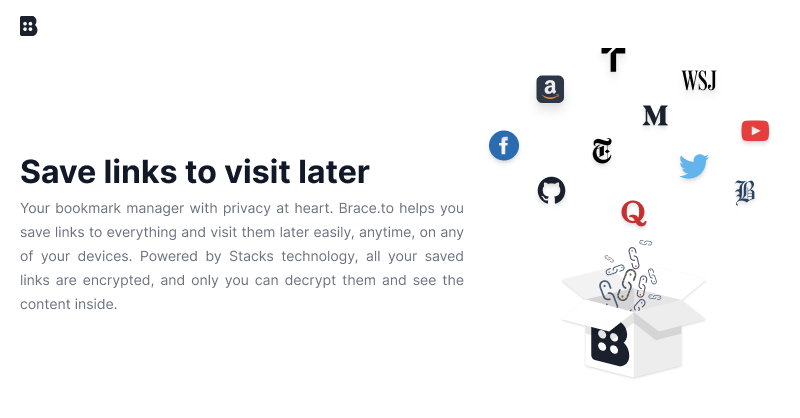 B
T
WSJ
a
M
f
T
B
Q
Save links to visit later
Your bookmark manager with privacy at heart. Brace.to helps you
save links to everything and visit them later easily, anytime, on any
of your devices. Powered by Stacks technology, all your saved
links are encrypted, and only you can decrypt them and see the
content inside.
B